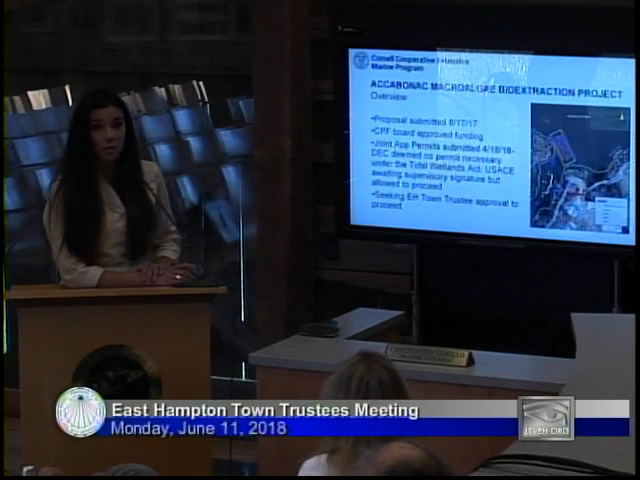 Cornell Cooperative Extension
Marine Program
ACCABONAC MACROALGAE BIOEXTRACTION PROJECT
Overview
•Proposal submitted 8/17/17
•CPF board approved funding
•Joint App Permits submitted 4/18/18-
DEC deemed no permit necessary
under the Tidal Wetlands Act; USACE
awaiting supervisory signature but
allowed to proceed
•Seeking EH Town Trustee approval to
proceed
East Hampton Town Trustees Meeting
Monday, June 11, 2018
LTVEH.ORG